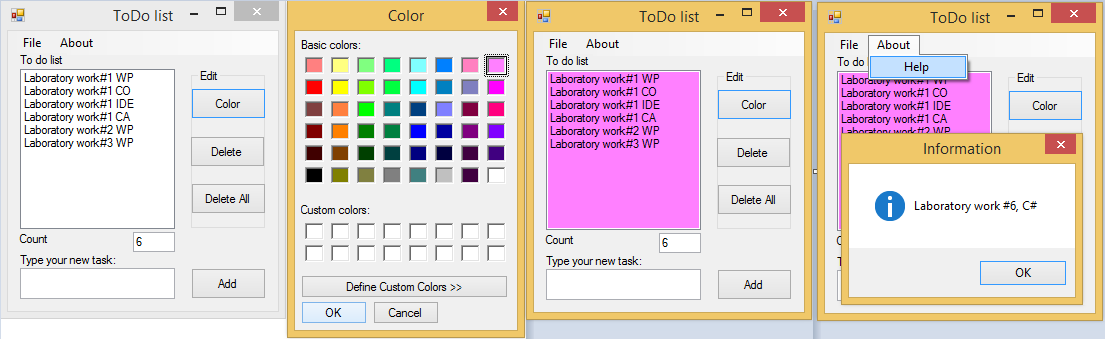 ToDo list
File About
To do list
Laboratory work#1 WP
Laboratory work#1 CO
Laboratory work#1 IDE
Laboratory work#1 CA
Laboratory work#2 WP
Laboratory work#3 WP
Edit
Color
Delete
Delete All
Count 6
Type your new task:
Add
Color
Basic colors:
Custom colors:
Define Custom Colors >>
OK Cancel
ToDo list
File About
To do list
Laboratory work#1 WP
Laboratory work#1 CO
Laboratory work#1 IDE
Laboratory work#1 CA
Laboratory work#2 WP
Laboratory work#3 WP
Edit
Color
Delete
Delete All
Count 6
Type your new task:
Add
ToDo list
File About
Help
Laboratory work#1 WP
Laboratory work#1 CO
Laboratory work#1 IDE
Laboratory work#1 CA
Laboratory work#2 WP
Edit
Color
Information
Laboratory work #6, C#
OK